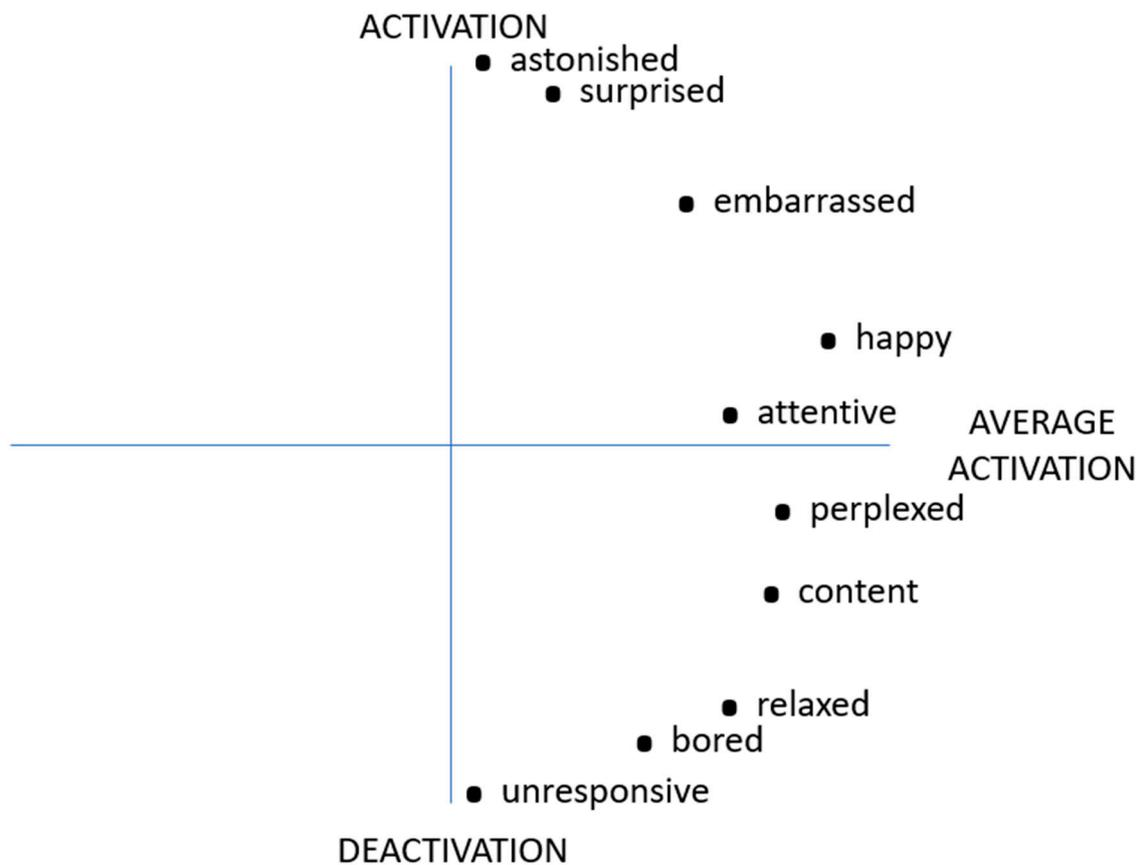 ACTIVATION
astonished
surprised
embarrassed
happy
attentive
AVERAGE
ACTIVATION
perplexed
content
relaxed
bored
unresponsive
DEACTIVATION